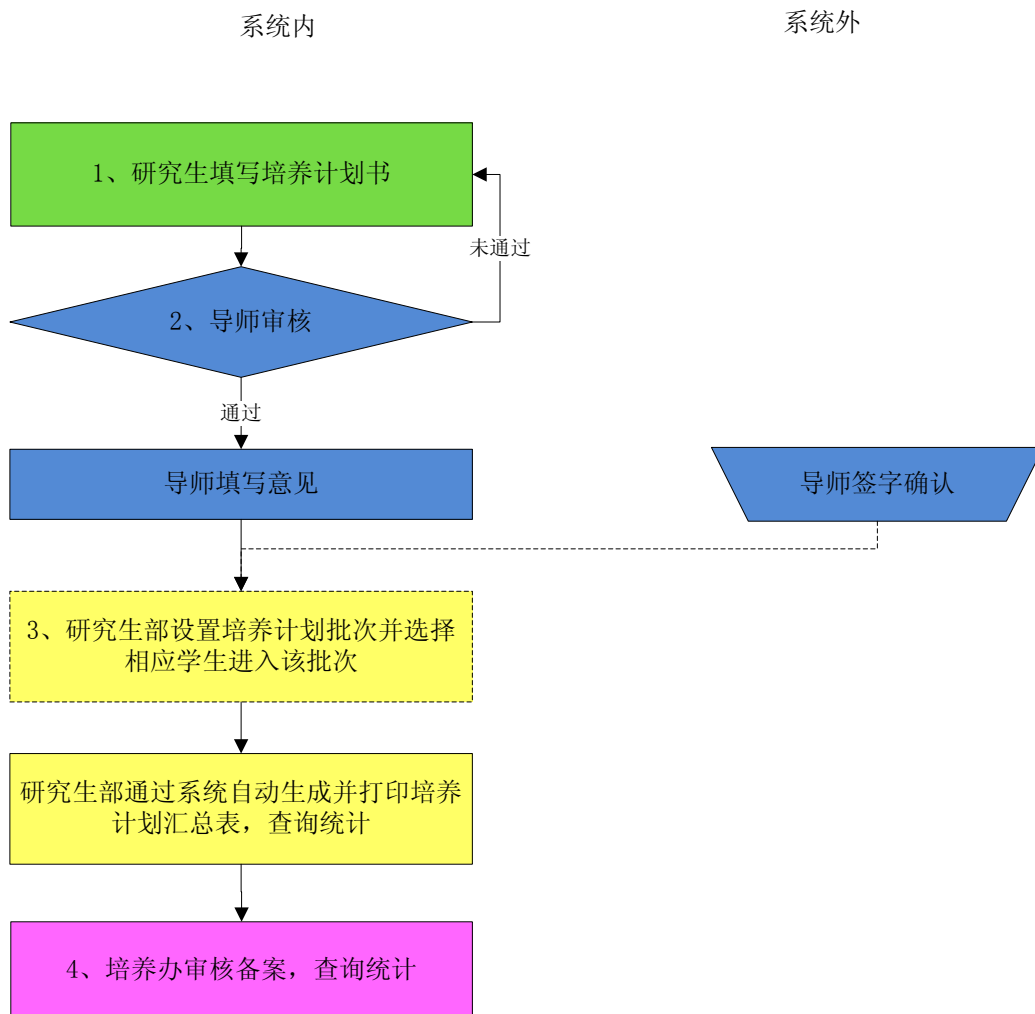 系统内
系统外
1、研究生填写培养计划书
未通过
2、导师审核
通过
导师填写意见
导师签字确认
3、研究生部设置培养计划批次并选择
相应学生进入该批次
研究生部通过系统自动生成并打印培养
计划汇总表，查询统计
4、培养办审核备案，查询统计